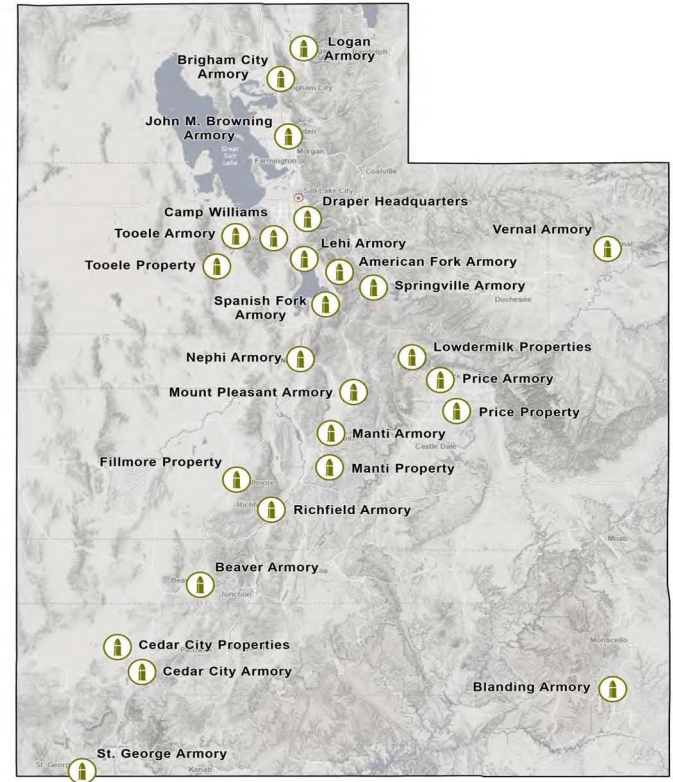 Logan
Armory
Randolph
Brigham City
Armory
John M. Browning
Armory
Morgan
Great
Salt
Lake
Farmington
Coalville
Salt Lake City
Draper Headquarters
Camp Williams
Tooele Armory
Vernal Armory
Lehi Armory
Tooele Property
American Fork Armory
Springville Armory
Duchesne
Spanish Fork
Armory
Nephi Armory
Lowdermilk Properties
Price Armory
Mount Pleasant Armory
Price Property
Manti Armory
Castle Dale
Fillmore Property
Manti Property
Richfield Armory
Moab
Beaver Armory
Junction
Cedar City Properties
Monticello
Cedar City Armory
Blanding Armory
St. George Armory
St. George
Kanab